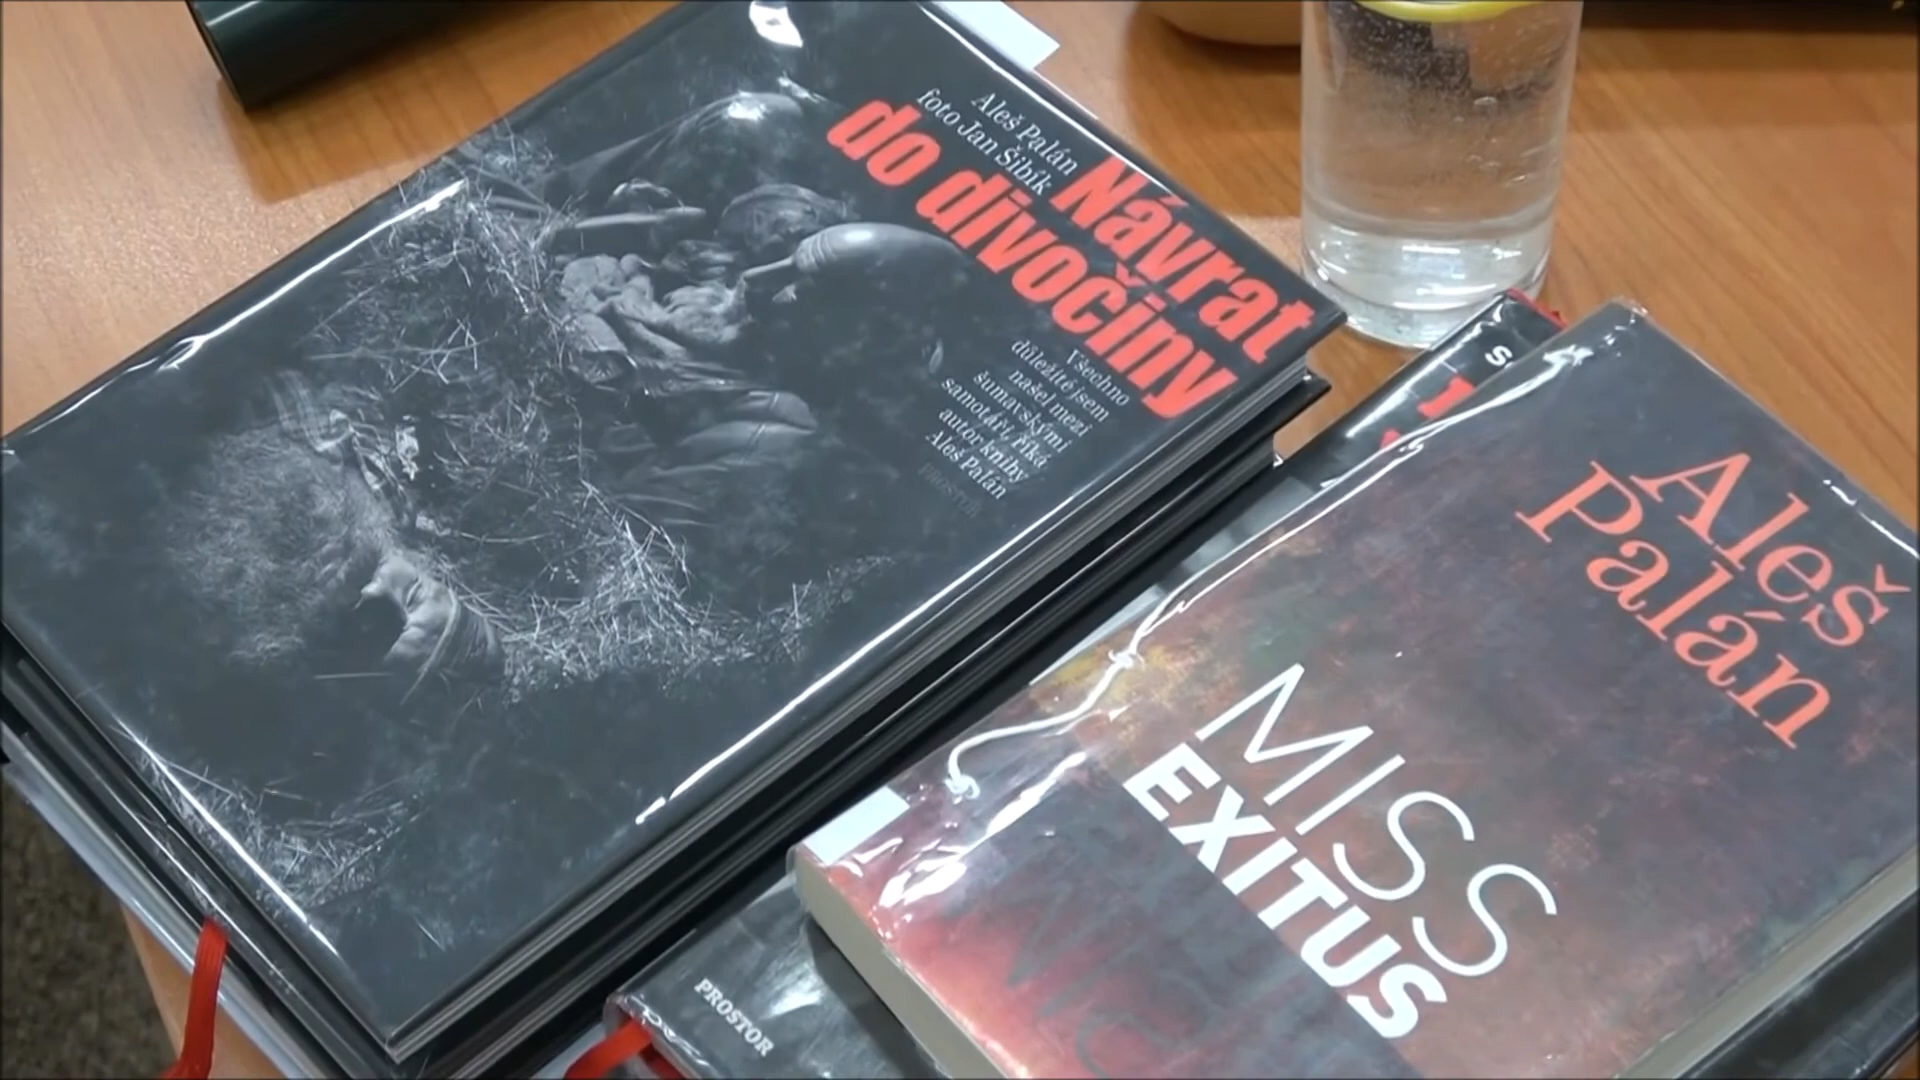 Aleš Palán
foto Jan Šibík
Návrat
do divočiny
Všechno
důležité jsem
našel mezi
šumavskými
samotáři, říká
autor knihy
Aleš Palán
PROSTOR
Aleš
Palán
MISS
EXITUS
PROSTOR